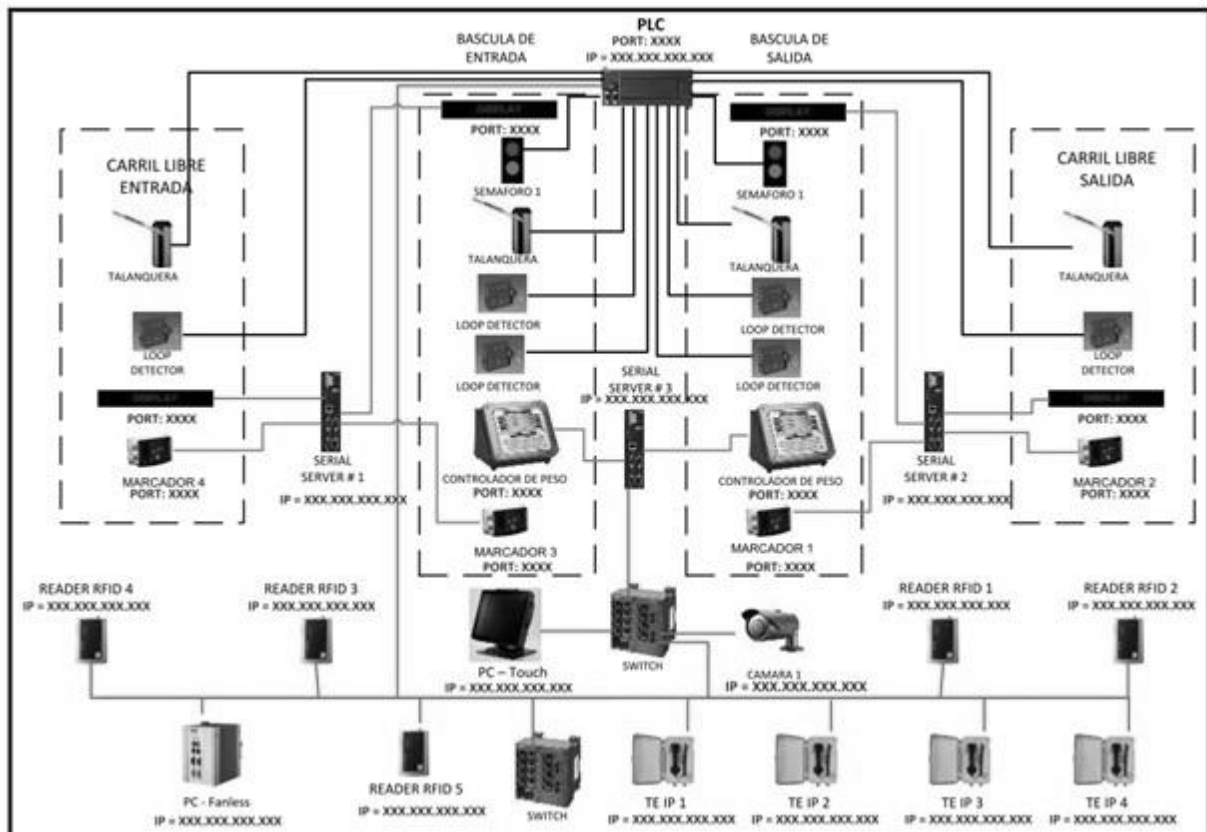 PLC
PORT: XXXX
IP = XXX.XXX.XXX.XXX
BASCULA DE
ENTRADA
BASCULA DE
SALIDA
DISPLAY
PORT: XXXX
DISPLAY
PORT: XXXX
CARRIL LIBRE
ENTRADA
CARRIL LIBRE
SALIDA
SEMAFORO 1
SEMAFORO 1
TALANQUERA
TALANQUERA
TALANQUERA
TALANQUERA
LOOP DETECTOR
LOOP DETECTOR
LOOP
DETECTOR
LOOP
DETECTOR
LOOP DETECTOR
LOOP DETECTOR
SERIAL
SERVER # 3
IP = XXX.XXX.XXX.XXX
DISPLAY
PORT: XXXX
DISPLAY
PORT: XXXX
SERIAL
SERVER # 1
IP = XXX.XXX.XXX.XXX
SERIAL
SERVER # 2
IP = XXX.XXX.XXX.XXX
MARCADOR 4
PORT: XXXX
CONTROLADOR DE PESO
PORT: XXXX
CONTROLADOR DE PESO
PORT: XXXX
MARCADOR 2
PORT: XXXX
MARCADOR 3
PORT: XXXX
MARCADOR 1
PORT: XXXX
READER RFID 4
IP = XXX.XXX.XXX.XXX
READER RFID 3
IP = XXX.XXX.XXX.XXX
READER RFID 1
IP = XXX.XXX.XXX.XXX
READER RFID 2
IP = XXX.XXX.XXX.XXX
PC – Touch
IP = XXX.XXX.XXX.XXX
SWITCH
CAMARA 1
IP = XXX.XXX.XXX.XXX
PC - Fanless
IP = XXX.XXX.XXX.XXX
READER RFID 5
IP = XXX.XXX.XXX.XXX
SWITCH
TE IP 1
IP = XXX.XXX.XXX.XXX
TE IP 2
IP = XXX.XXX.XXX.XXX
TE IP 3
IP = XXX.XXX.XXX.XXX
TE IP 4
IP = XXX.XXX.XXX.XXX